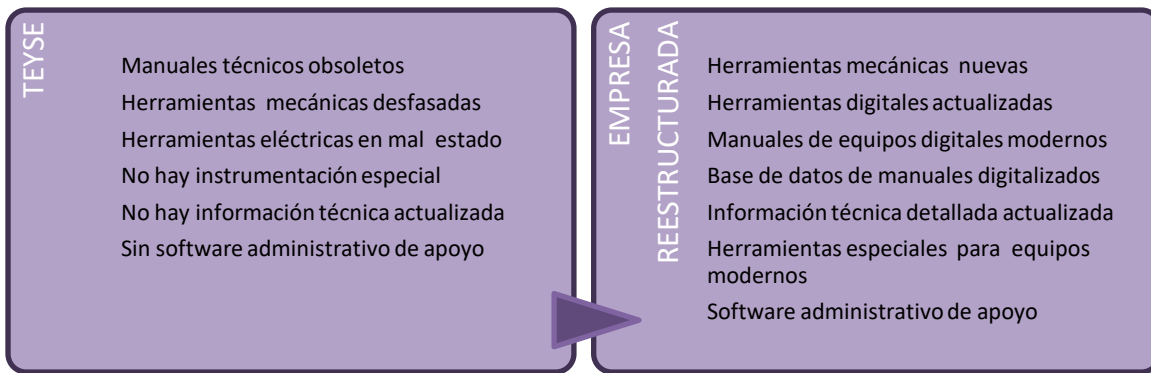 TEYSE
Manuales técnicos obsoletos
Herramientas mecánicas desfasadas
Herramientas eléctricas en mal estado
No hay instrumentación especial
No hay información técnica actualizada
Sin software administrativo de apoyo
EMPRESA
REESTRUCTURADA
Herramientas mecánicas nuevas
Herramientas digitales actualizadas
Manuales de equipos digitales modernos
Base de datos de manuales digitalizados
Información técnica detallada actualizada
Herramientas especiales para equipos
modernos
Software administrativo de apoyo